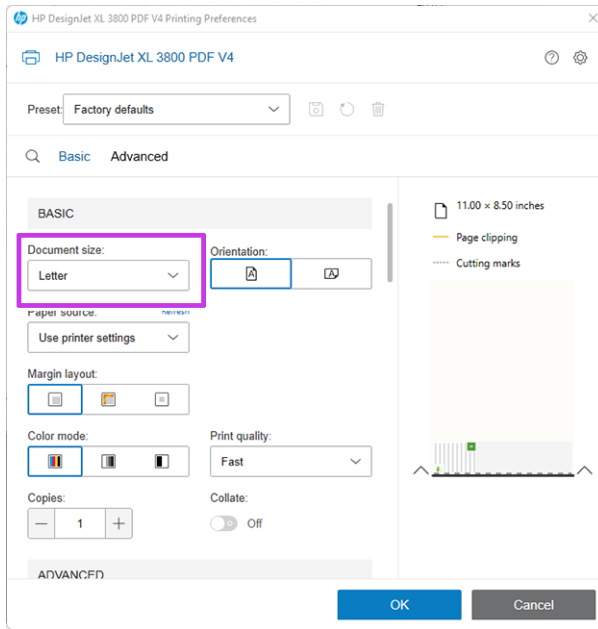 hp HP DesignJet XL 3800 PDF V4 Printing Preferences
HP DesignJet XL 3800 PDF V4
Preset: Factory defaults
Basic Advanced
BASIC
Document size: Orientation:
Letter
Paper source: Refresh
Use printer settings
Margin layout:
Color mode: Print quality:
Fast
Copies: Collate:
1 Off
ADVANCED
11.00 × 8.50 inches
Page clipping
Cutting marks
OK Cancel